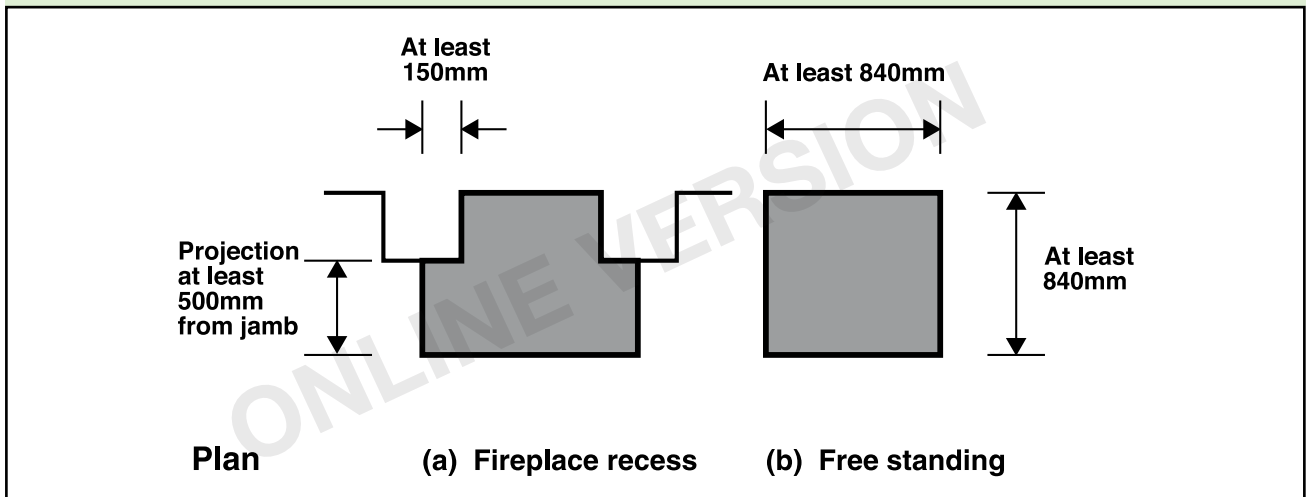 At least
150mm
At least 840mm
Projection
at least
500mm
from jamb
At least
840mm
ONLINE VERSION
Plan
(a) Fireplace recess
(b) Free standing